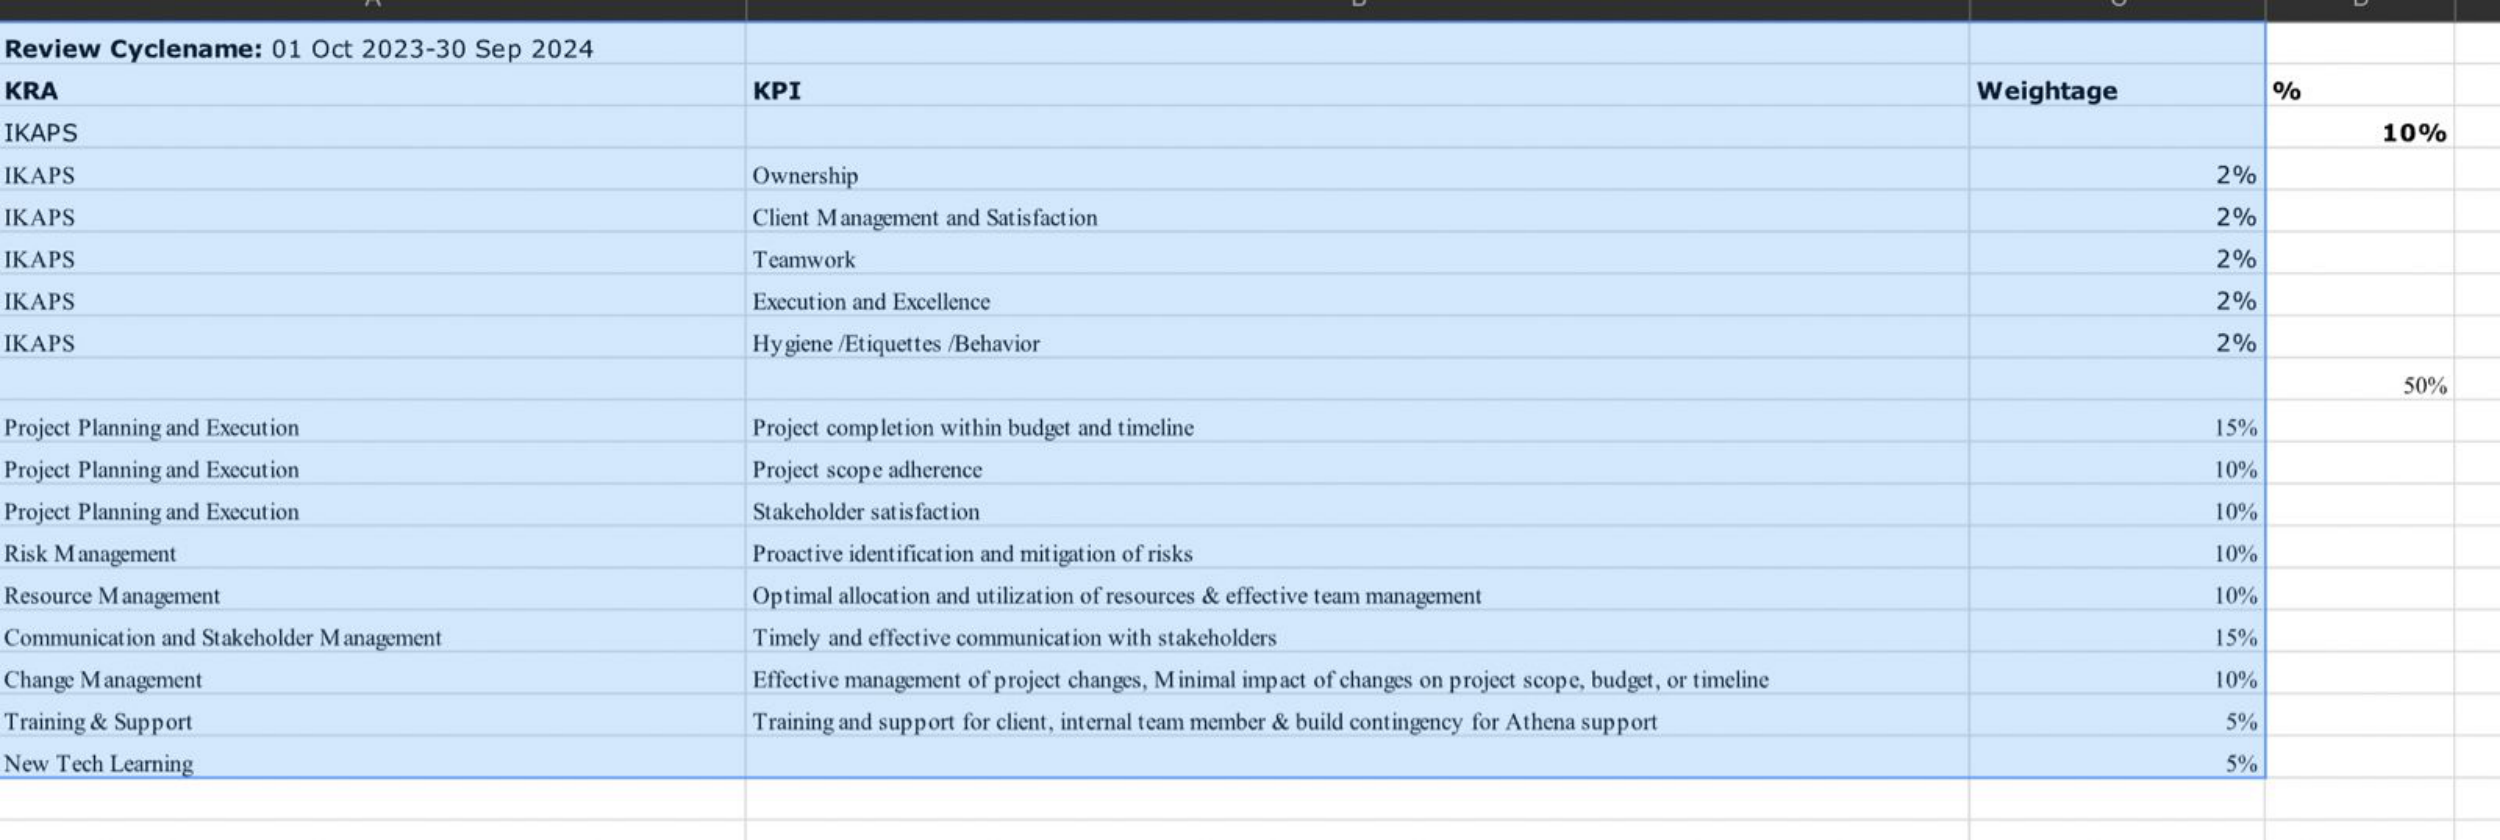 Review Cyclename: 01 Oct 2023-30 Sep 2024
KRA KPI Weightage %
IKAPS 10%
IKAPS Ownership 2%
IKAPS Client Management and Satisfaction 2%
IKAPS Teamwork 2%
IKAPS Execution and Excellence 2%
IKAPS Hygiene /Etiquettes /Behavior 2%
50%
Project Planning and Execution Project completion within budget and timeline 15%
Project Planning and Execution Project scope adherence 10%
Project Planning and Execution Stakeholder satisfaction 10%
Risk Management Proactive identification and mitigation of risks 10%
Resource Management Optimal allocation and utilization of resources & effective team management 10%
Communication and Stakeholder Management Timely and effective communication with stakeholders 15%
Change Management Effective management of project changes, Minimal impact of changes on project scope, budget, or timeline 10%
Training & Support Training and support for client, internal team member & build contingency for Athena support 5%
New Tech Learning 5%